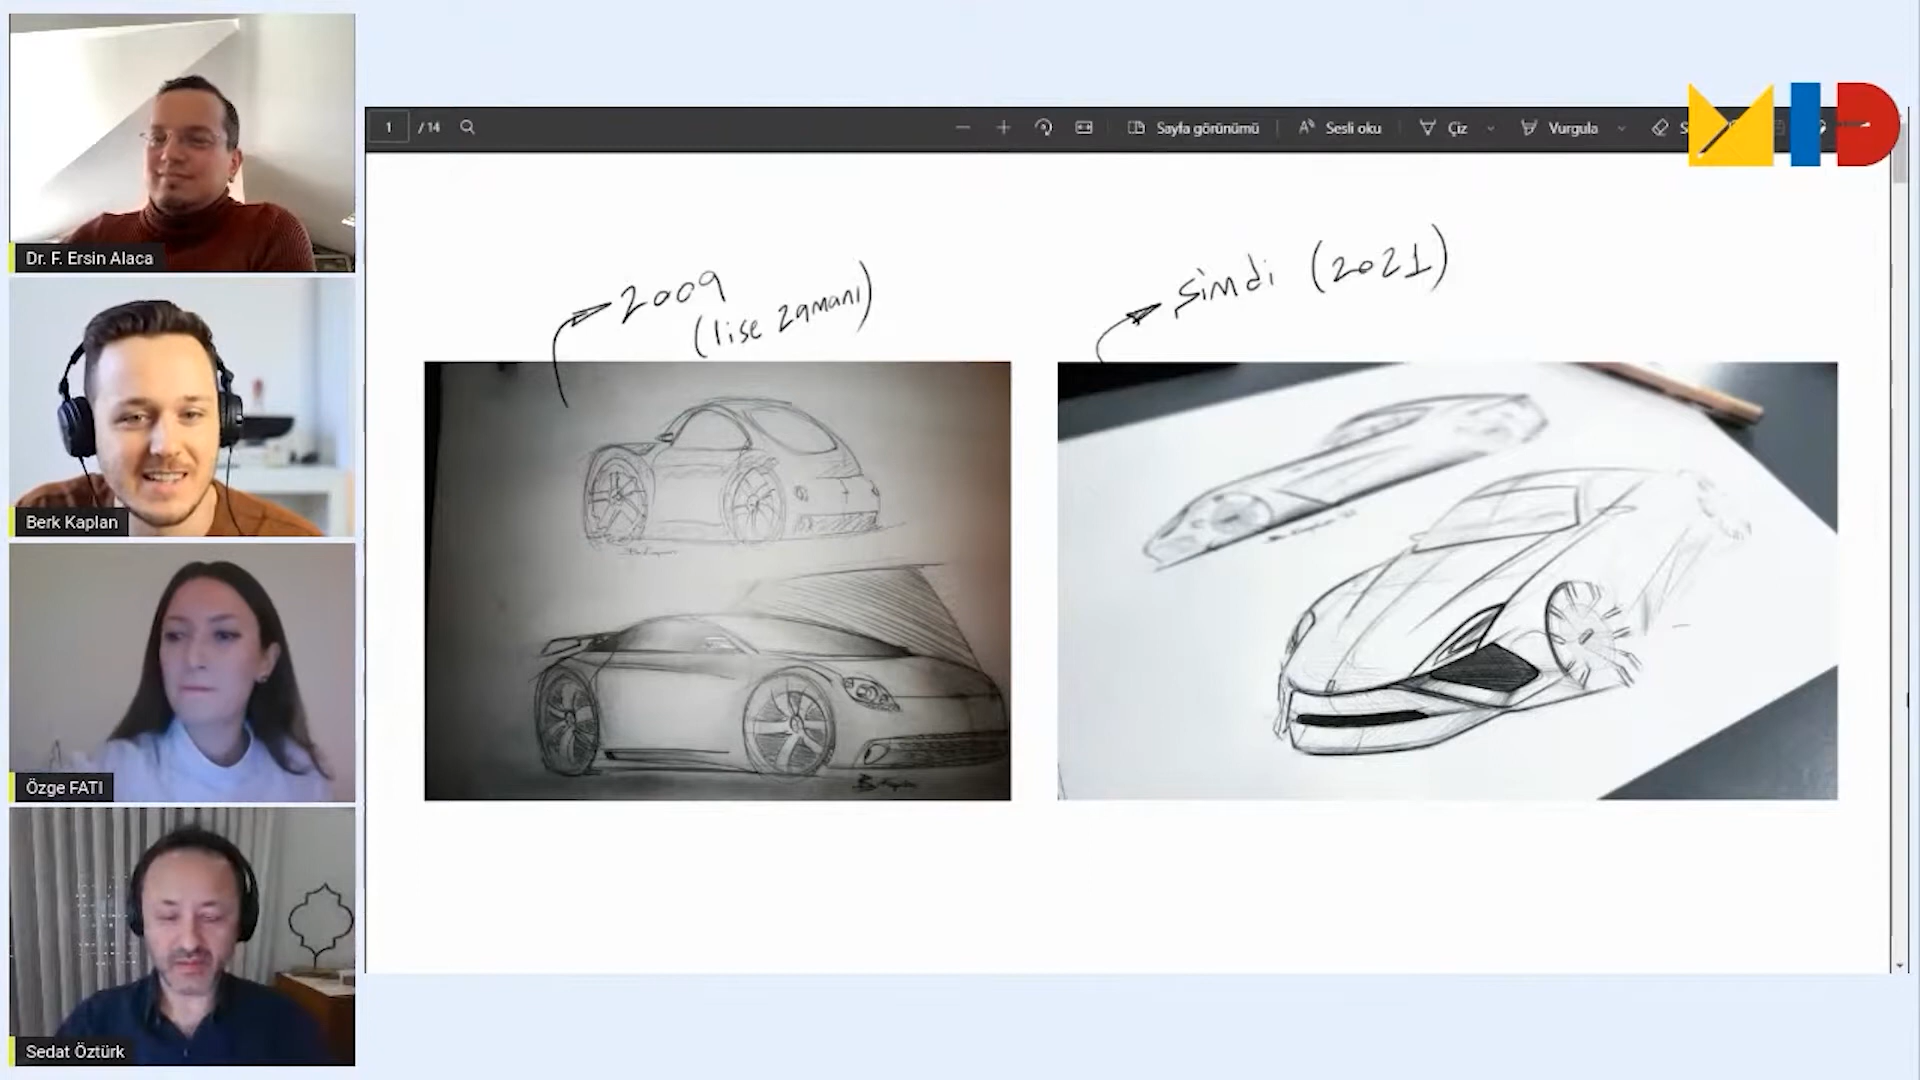 Dr. F. Ersin Alaca
Berk Kaplan
Özge FATI
Sedat Öztürk
1 / 14
Sayfa görünümü
Sesli oku
Çiz
Vurgula
MID
2009
(lise zamanı)
şimdi (2021)